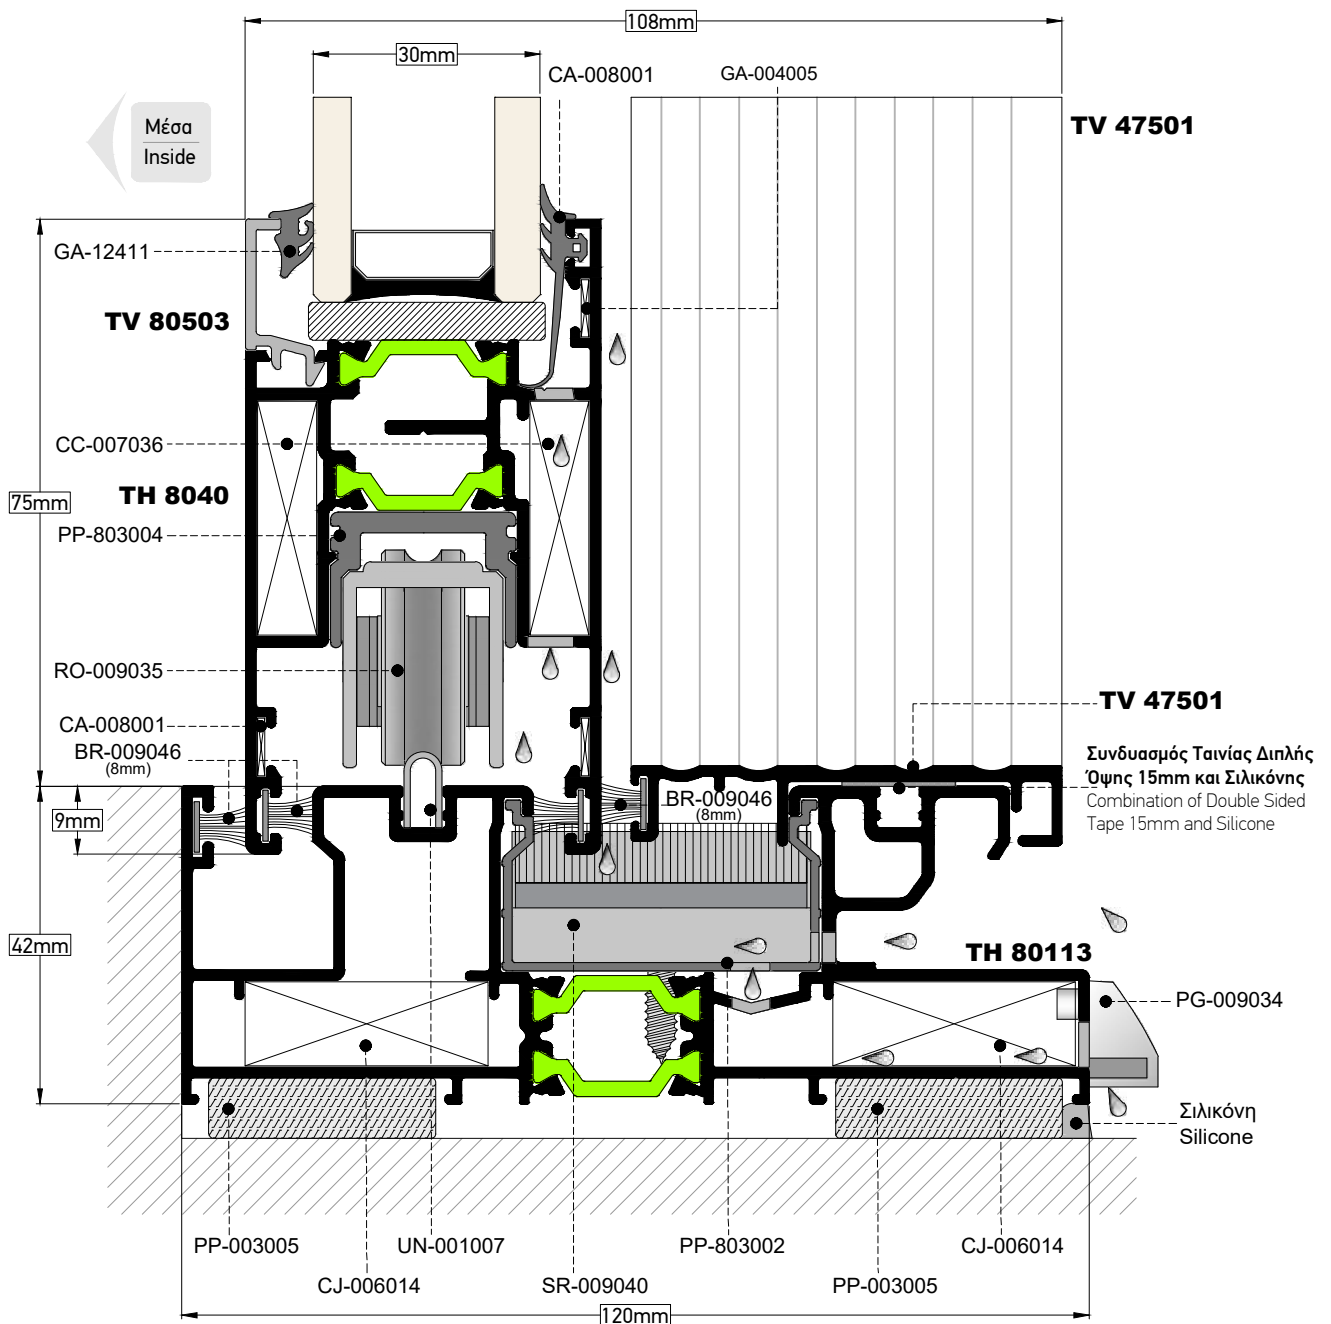 108mm
30mm
CA-008001
GA-004005
TV 47501
Μέσα
Inside
GA-12411
TV 80503
CC-007036
TH 8040
75mm
PP-803004
RO-009035
CA-008001
BR-009046
(8mm)
TV 47501
Συνδυασμός Ταινίας Διπλής
Όψης 15mm και Σιλικόνης
Combination of Double Sided
Tape 15mm and Silicone
BR-009046
(8mm)
9mm
42mm
TH 80113
PG-009034
Σιλικόνη
Silicone
PP-003005
UN-001007
PP-803002
CJ-006014
CJ-006014
SR-009040
PP-003005
120mm